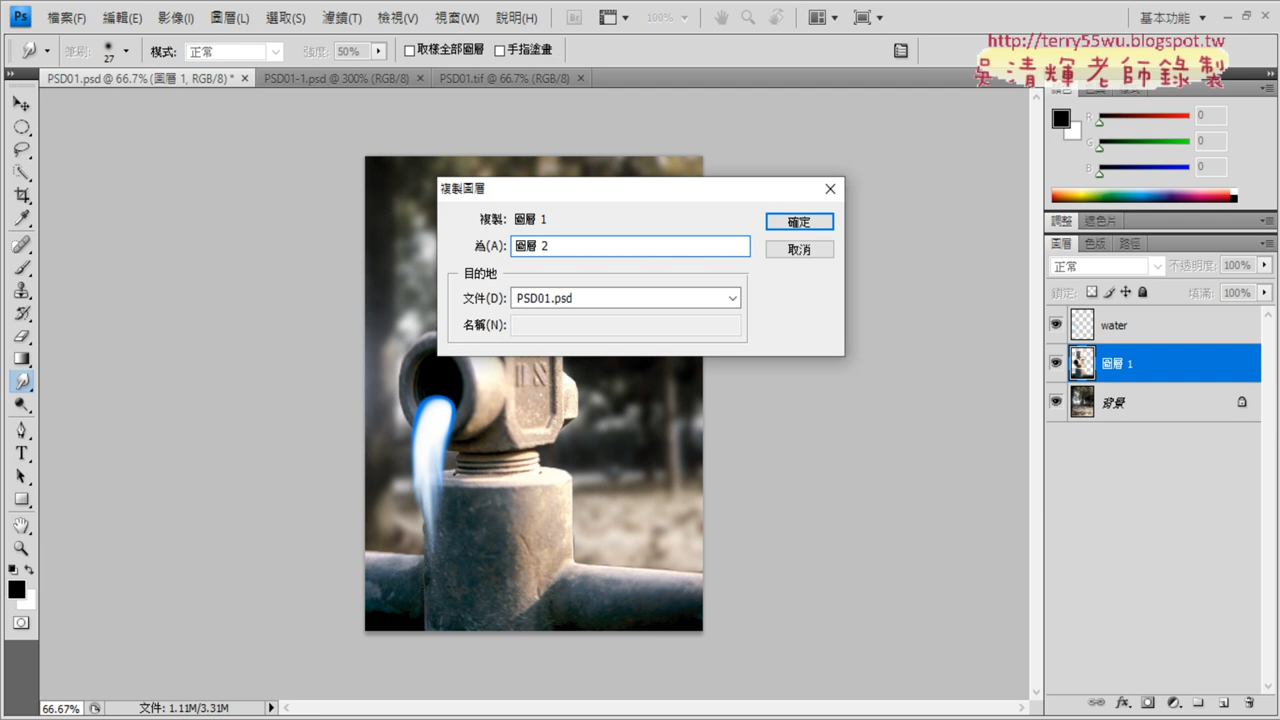 Ps 檔案(F) 編輯(E) 影像(I) 圖層(L) 選取(S) 濾鏡(T) 檢視(V) 視窗(W) 說明(H) Br 100% 基本功能
筆刷: 27 模式: 正常 強度: 50% 取樣全部圖層 手指塗畫
http://terry55wu.blogspot.tw
吳清輝老師錄製
PSD01.psd @ 66.7% (圖層 1, RGB/8) * PSD01-1.psd @ 300% (RGB/8) PSD01.tif @ 66.7% (RGB/8)
R 0
G 0
B 0
複製圖層
複製: 圖層 1 確定
為(A): 圖層 2 取消
目的地
文件(D): PSD01.psd
名稱(N):
調整 遮色片
圖層 色版 路徑
正常 不透明度: 100%
鎖定: 填滿: 100%
water
圖層 1
背景
66.67% 文件: 1.11M/3.31M